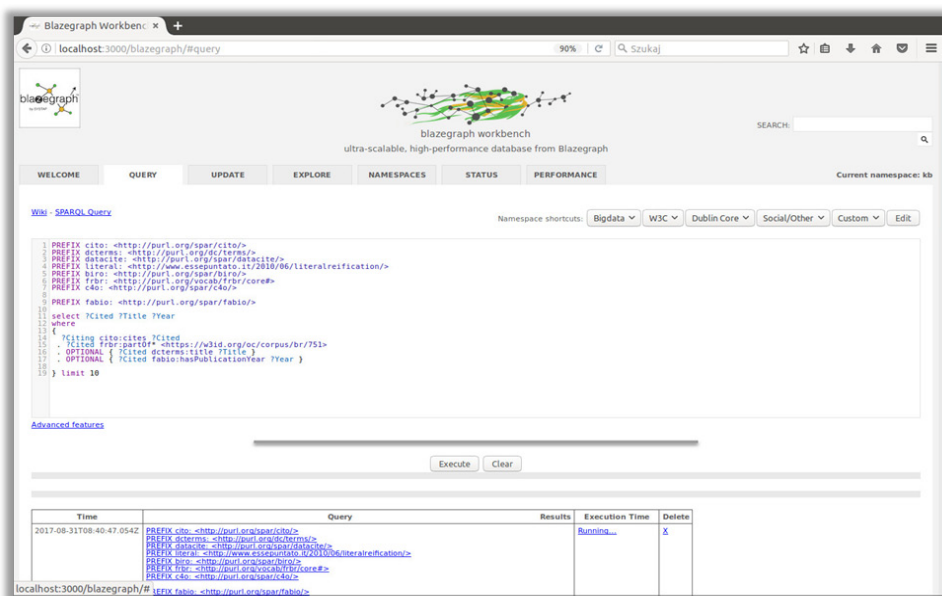 Blazegraph Workbenc × +
localhost:3000/blazegraph/#query 90% Szukaj
blazegraph
blazegraph workbench
ultra-scalable, high-performance database from Blazegraph
SEARCH:
WELCOME QUERY UPDATE EXPLORE NAMESPACES STATUS PERFORMANCE Current namespace: kb
Wiki - SPARQL Query
Namespace shortcuts: Bigdata W3C Dublin Core Social/Other Custom Edit
1 PREFIX cito: <http://purl.org/spar/cito/>
2 PREFIX dcterms: <http://purl.org/dc/terms/>
3 PREFIX datacite: <http://purl.org/spar/datacite/>
4 PREFIX literal: <http://www.essepuntato.it/2010/06/literalreification/>
5 PREFIX biro: <http://purl.org/spar/biro/>
6 PREFIX frbr: <http://purl.org/vocab/frbr/core#>
7 PREFIX c4o: <http://purl.org/spar/c4o/>
8
9 PREFIX fabio: <http://purl.org/spar/fabio/>
10
11 select ?Cited ?Title ?Year
12 where
13 {
14 ?Citing cito:cites ?Cited
15 . ?Cited frbr:partOf* <https://w3id.org/oc/corpus/br/751>
16 . OPTIONAL { ?Cited dcterms:title ?Title }
17 . OPTIONAL { ?Cited fabio:hasPublicationYear ?Year }
18
19 } limit 10
Advanced features
Execute Clear
Time Query Results Execution Time Delete
2017-08-31T08:40:47.054Z PREFIX cito: <http://purl.org/spar/cito/> Running... X
PREFIX dcterms: <http://purl.org/dc/terms/>
PREFIX datacite: <http://purl.org/spar/datacite/>
PREFIX literal: <http://www.essepuntato.it/2010/06/literalreification/>
PREFIX biro: <http://purl.org/spar/biro/>
PREFIX frbr: <http://purl.org/vocab/frbr/core#>
PREFIX c4o: <http://purl.org/spar/c4o/>
localhost:3000/blazegraph/# EFIX fabio: <http://purl.org/spar/fabio/>